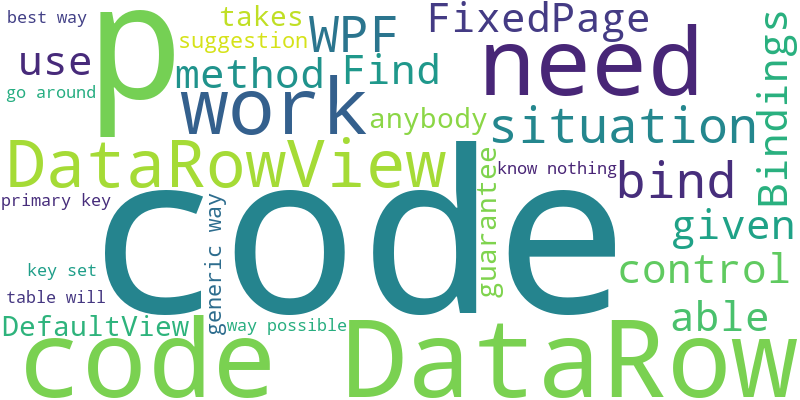 best way
takes
FixedPage
p
suggestion
WPF
need
Bindings
use
method
Find
go around
work
anybody
situation
DataRowView
code
know nothing
bind
primary key
generic way
guarantee
given
key set
control
table will
DefaultView
way possible
able
code DataRow